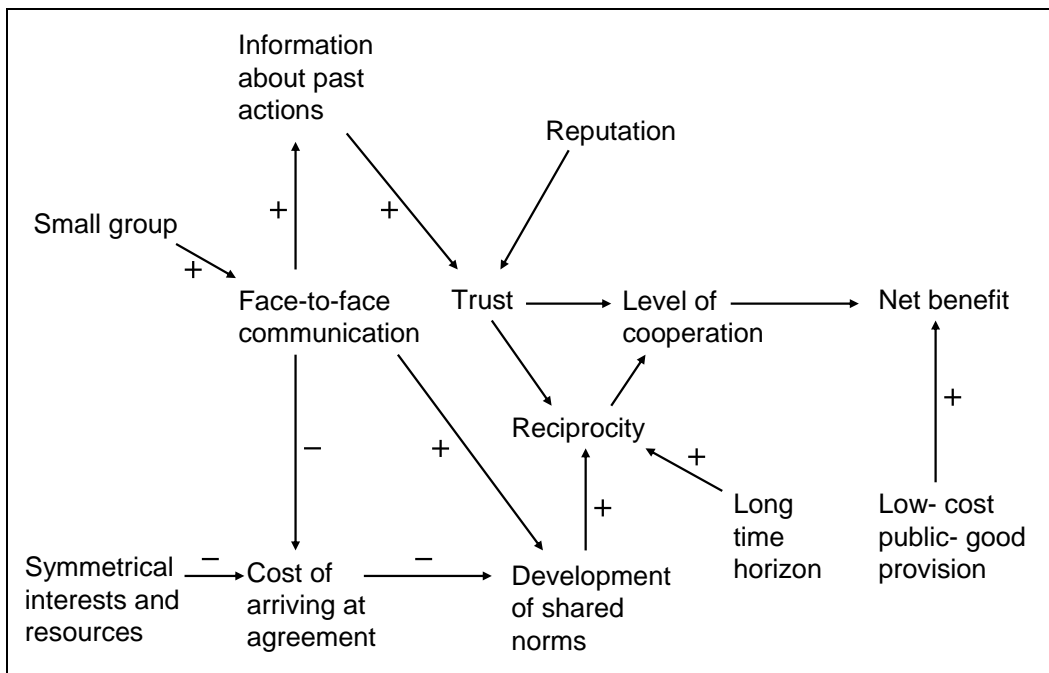 Information
about past
actions
Reputation
+
+
Small group
+
Face-to-face
communication
Trust
Level of
cooperation
Net benefit
+
Reciprocity
–
+
+
+
Long
time
horizon
Low- cost
public- good
provision
–
–
Symmetrical
interests and
resources
Cost of
arriving at
agreement
Development
of shared
norms